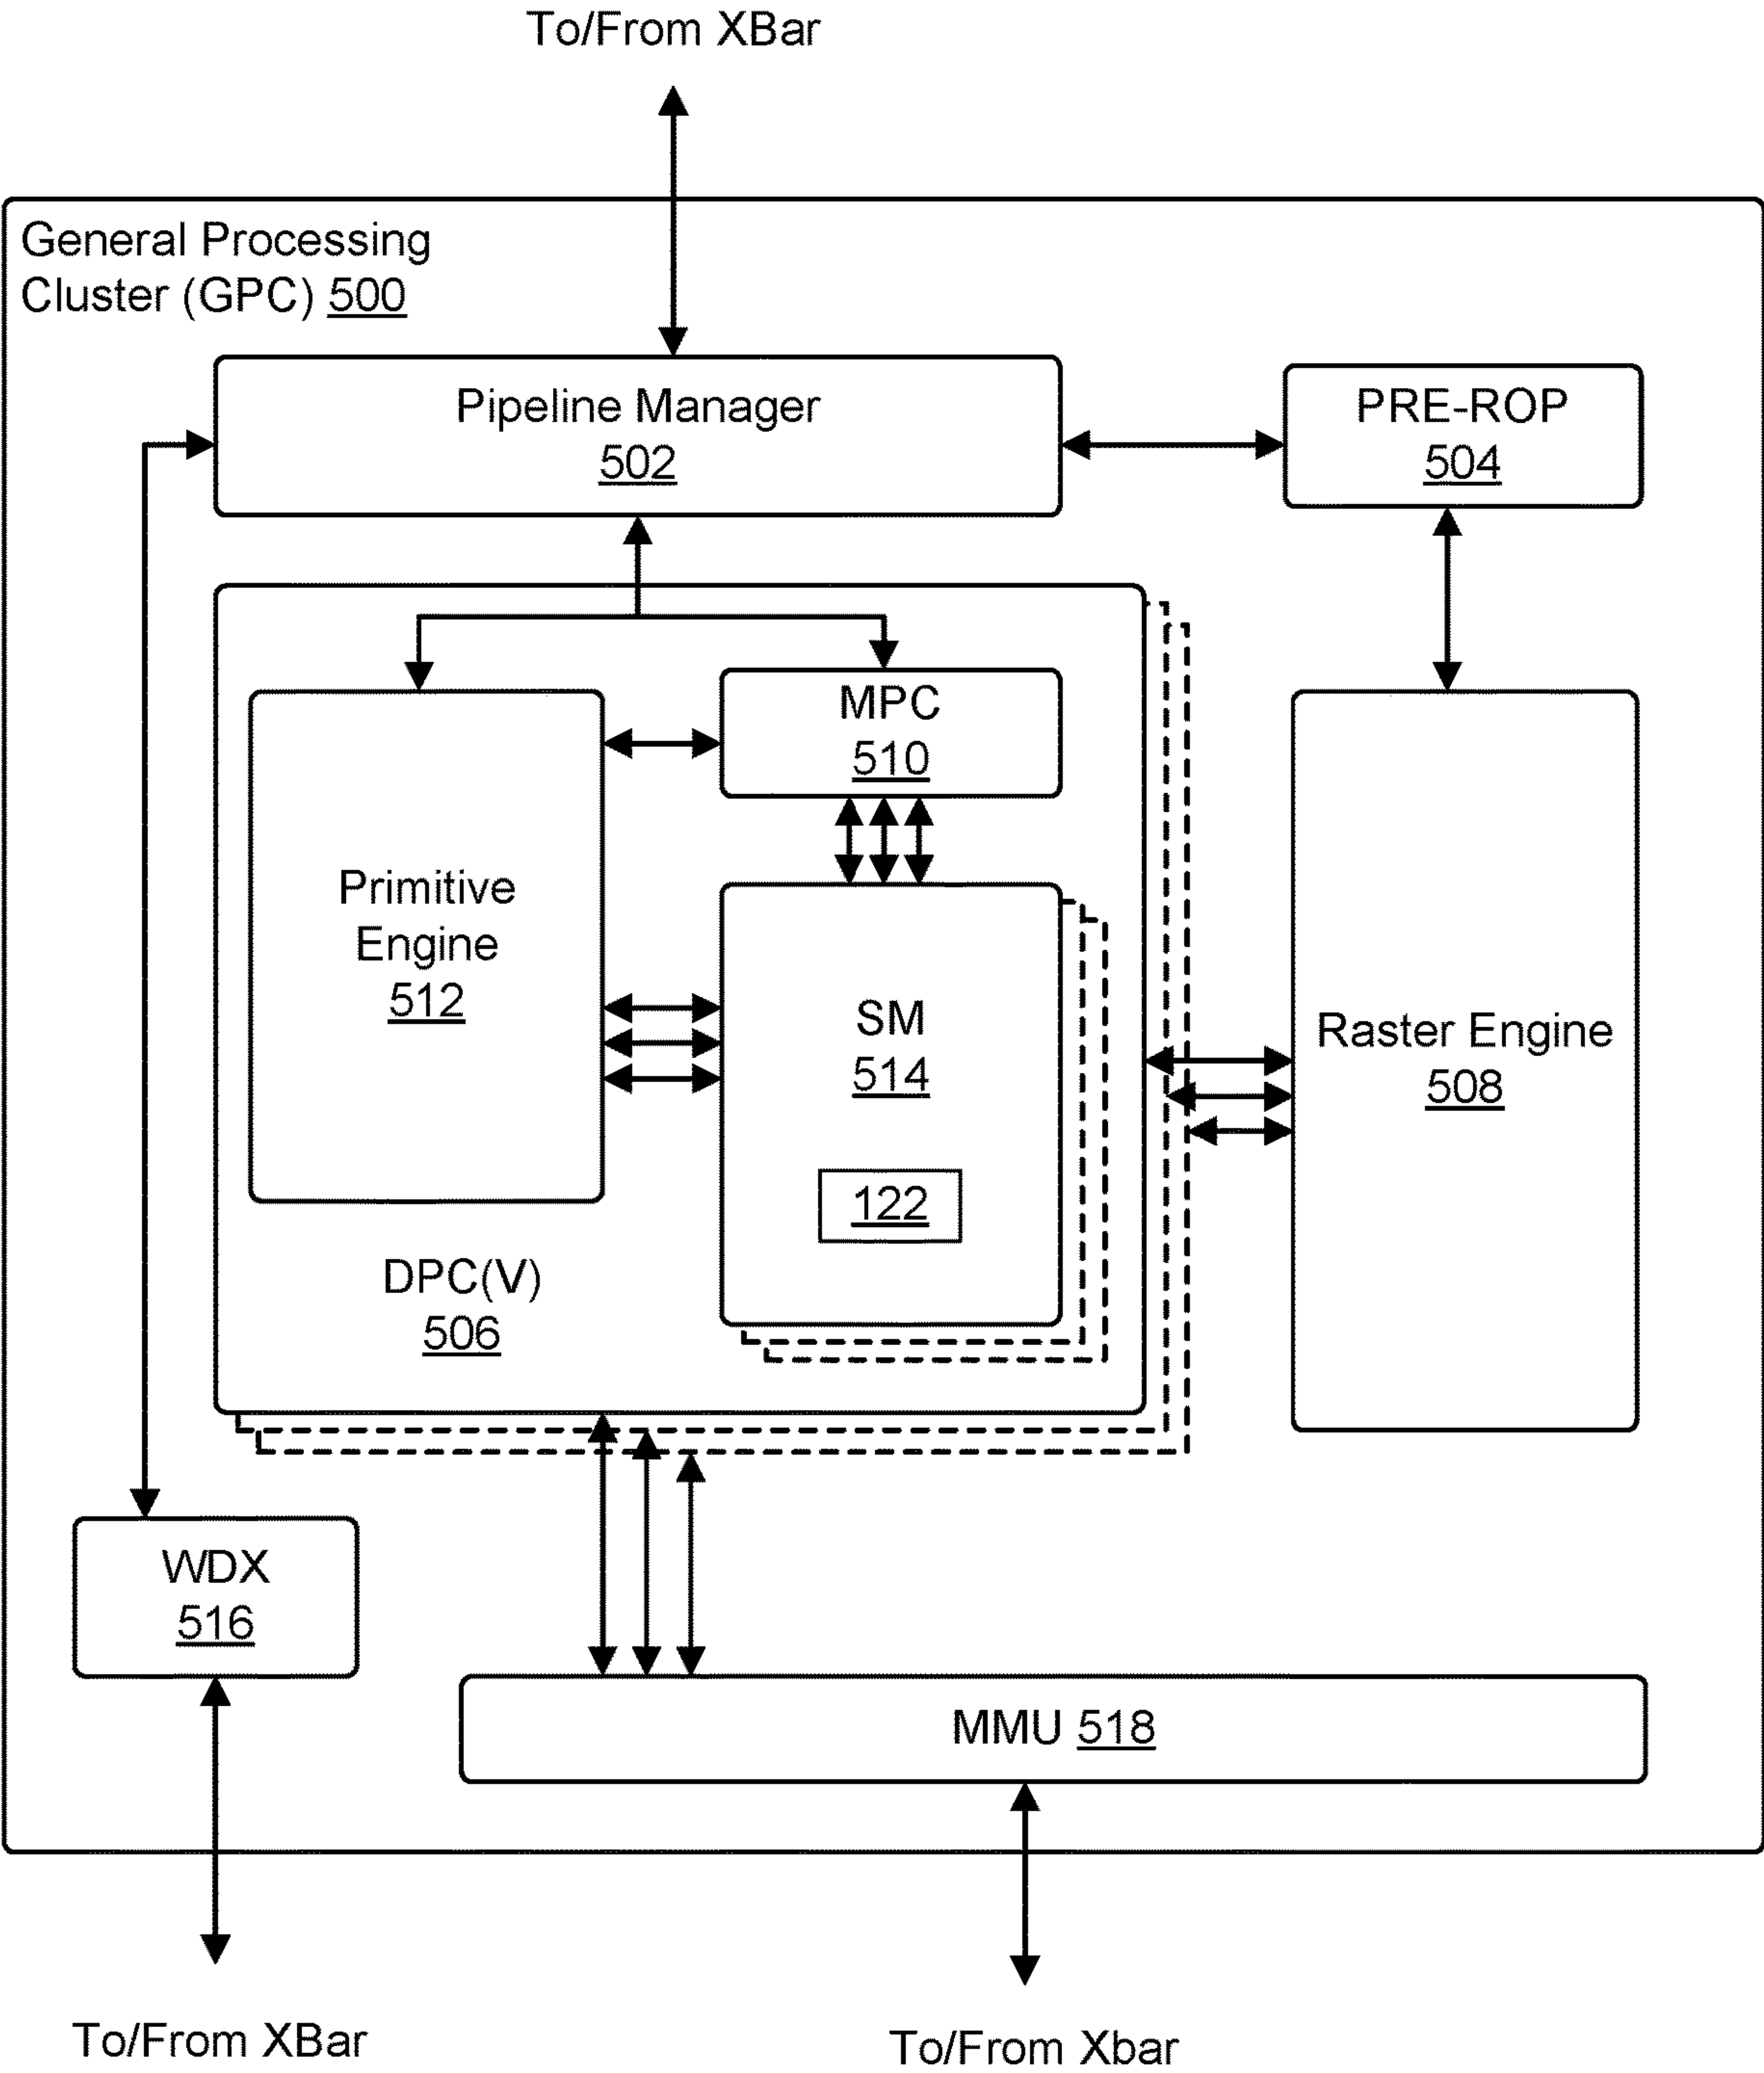 To/From XBar
General Processing
Cluster (GPC) 500
Pipeline Manager
502
PRE-ROP
504
MPC
510
Primitive
Engine
512
SM
514
122
DPC(V)
506
Raster Engine
508
WDX
516
MMU 518
To/From XBar
To/From Xbar